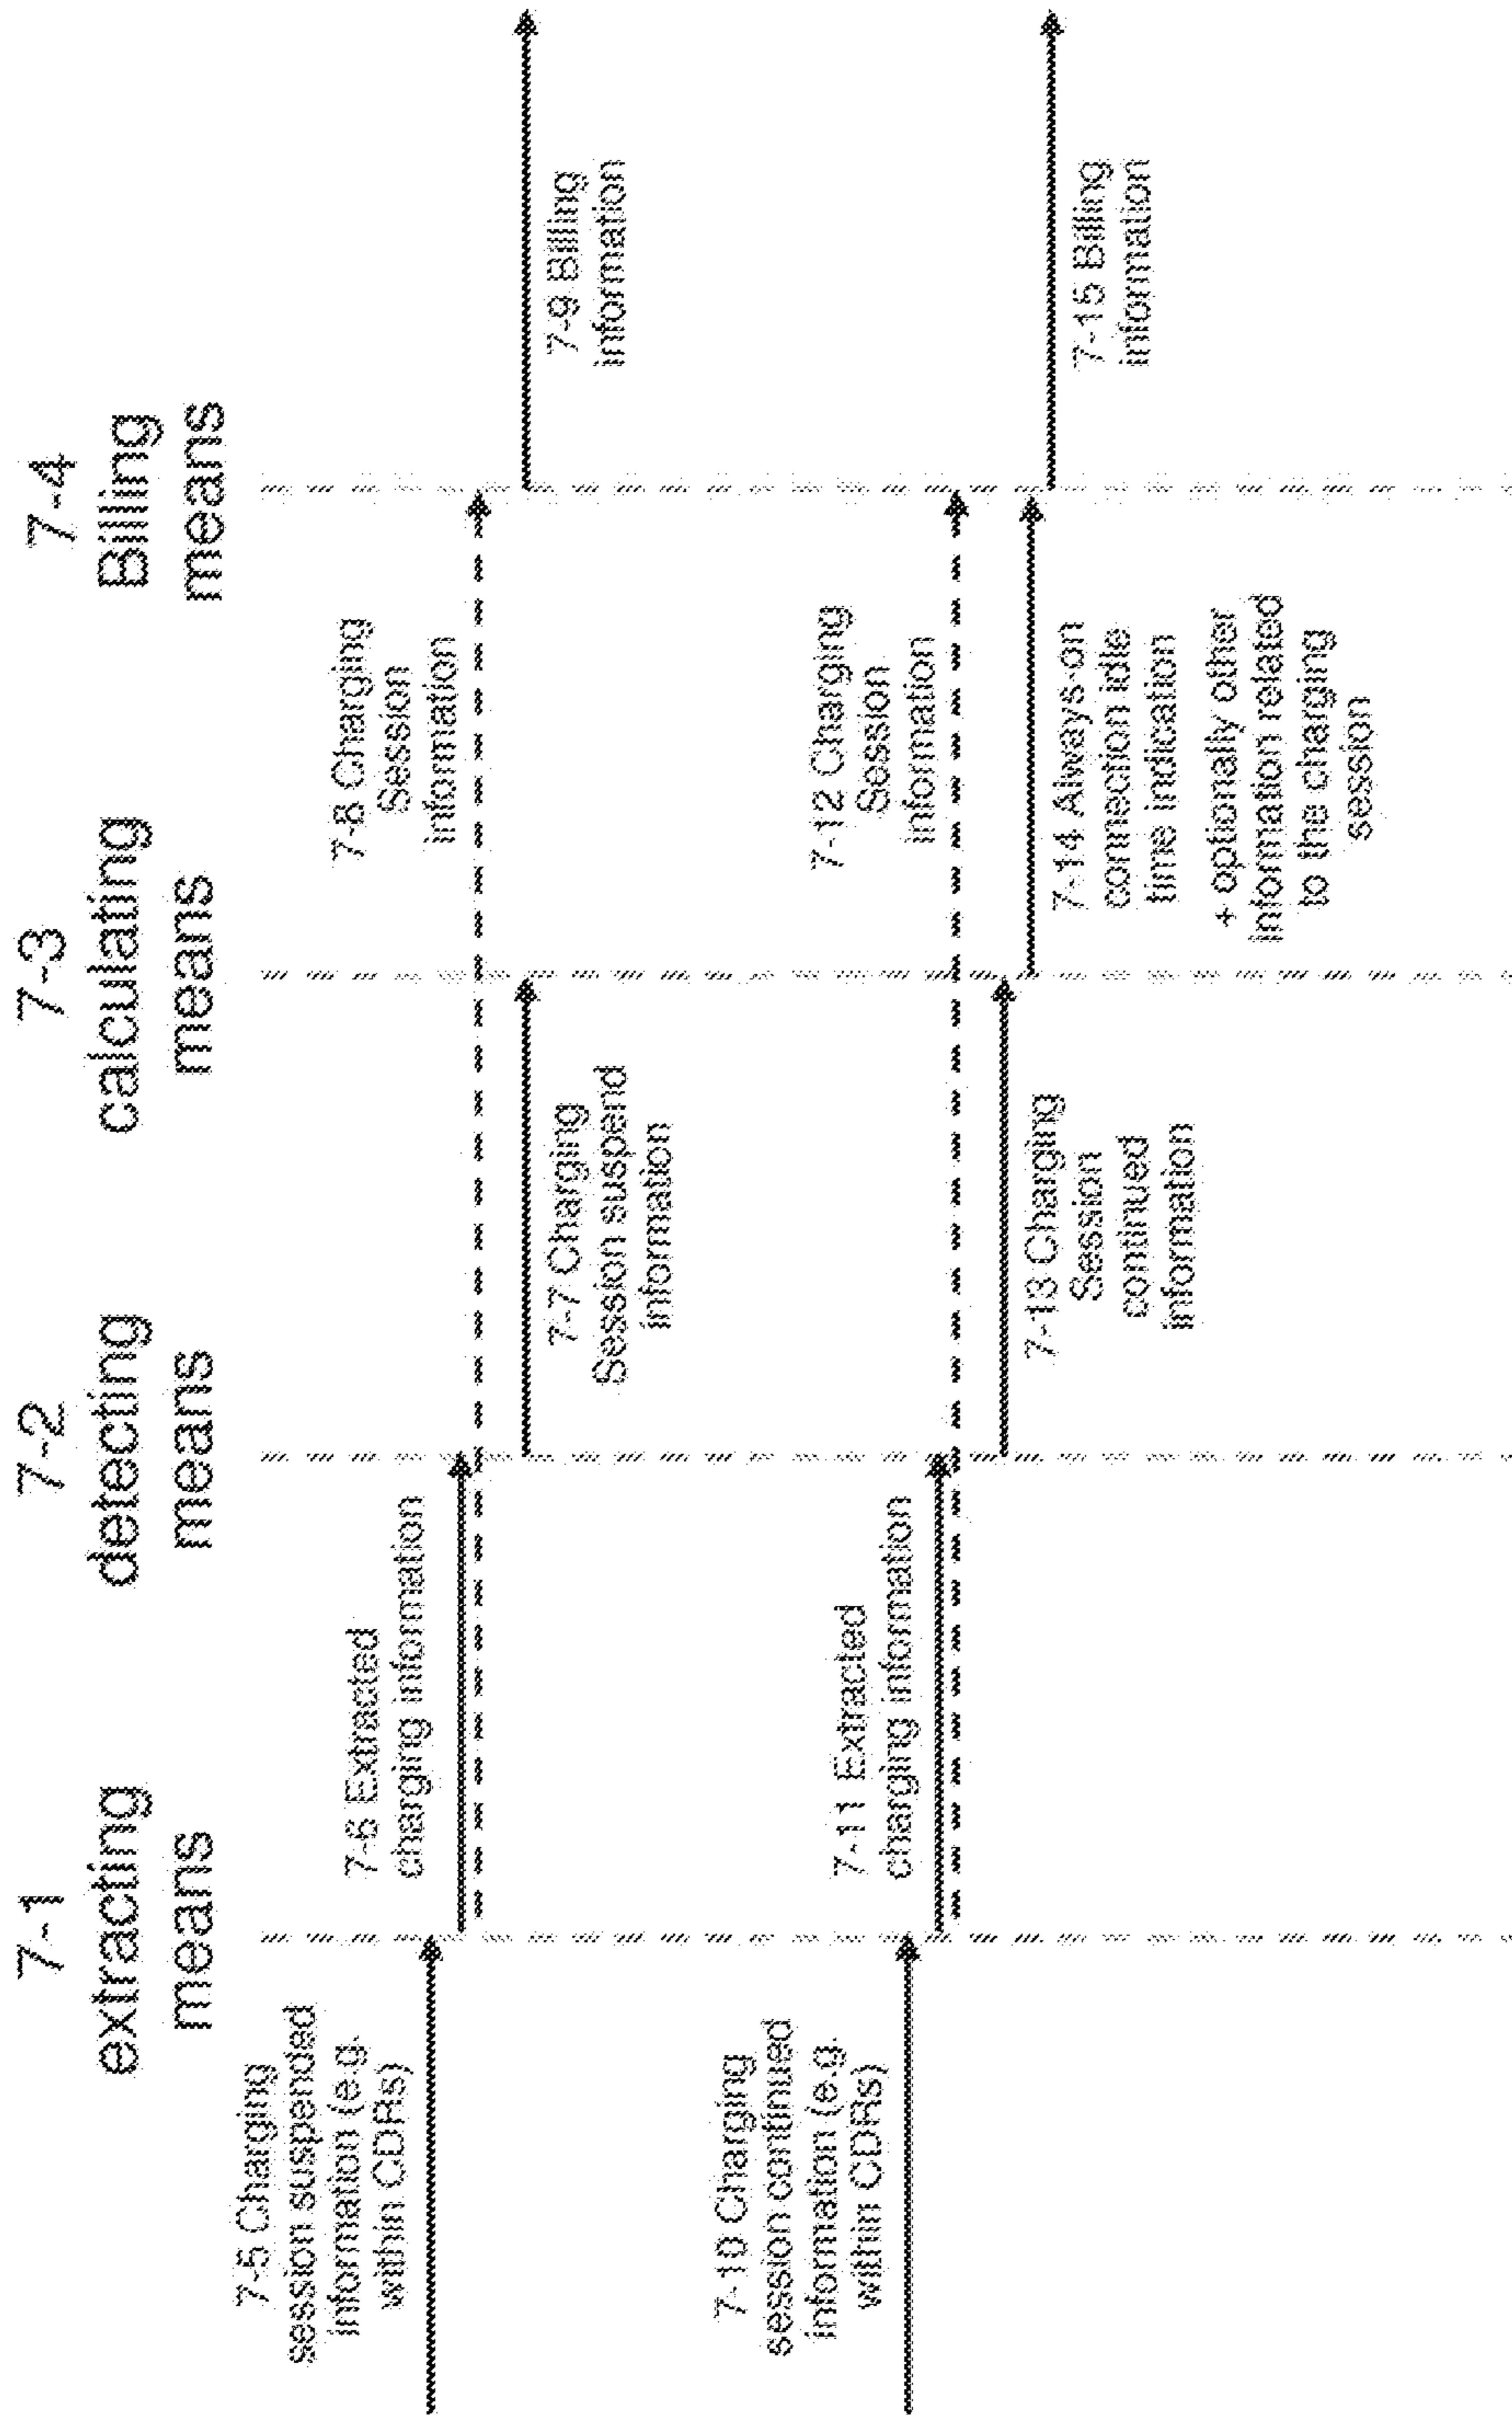 7-1
extracting
means
7-2
detecting
means
7-3
calculating
means
7-4
Billing
means
7-5 Charging
session suspended
information (e.g.
within CDRs)
7-6 Extracted
charging information
7-8 Charging
Session
information
7-7 Charging
Session suspend
information
7-9 Billing
information
7-10 Charging
session continued
information (e.g.
within CDRs)
7-11 Extracted
charging information
7-12 Charging
Session
information
7-13 Charging
Session
continued
information
7-14 Always-on
connection idle
time indication
+ optionally other
information related
to the charging
session
7-15 Billing
information